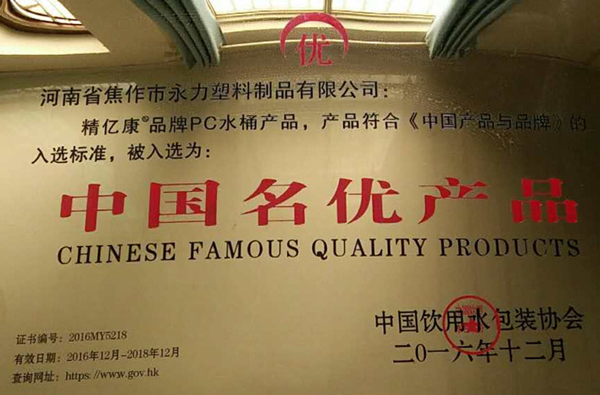 优
河南省焦作市永力塑料制品有限公司：
精亿康®品牌PC水桶产品，产品符合《中国产品与品牌》的
入选标准，被入选为：
中国名优产品
CHINESE FAMOUS QUALITY PRODUCTS
中国饮用水包装协会
二〇一六年十二月
证书编号：2016MY5218
有效日期：2016年12月-2018年12月
查询网址：https://www.gov.hk